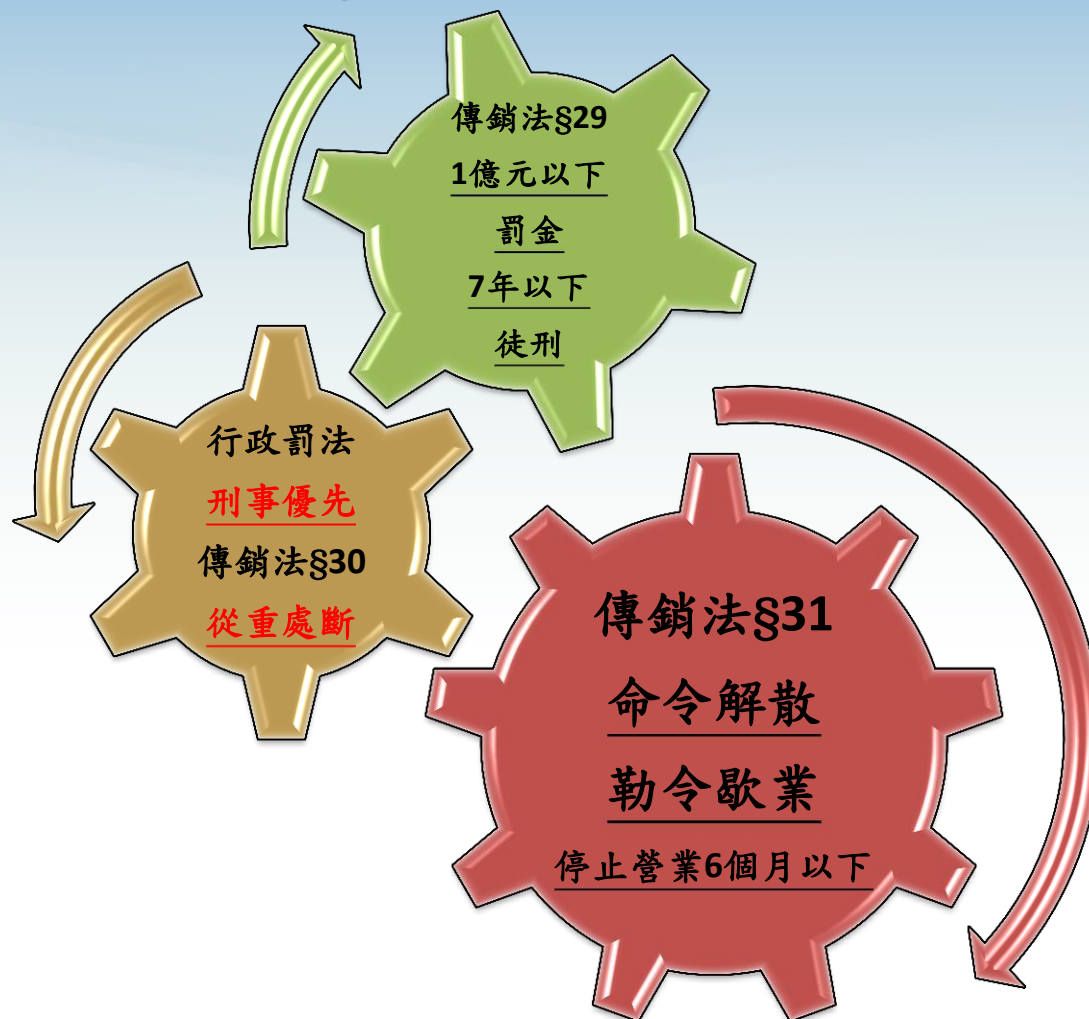 傳銷法§29
1億元以下
罰金
7年以下
徒刑
行政罰法
刑事優先
傳銷法§30
從重處斷
傳銷法§31
命令解散
勒令歇業
停止營業6個月以下